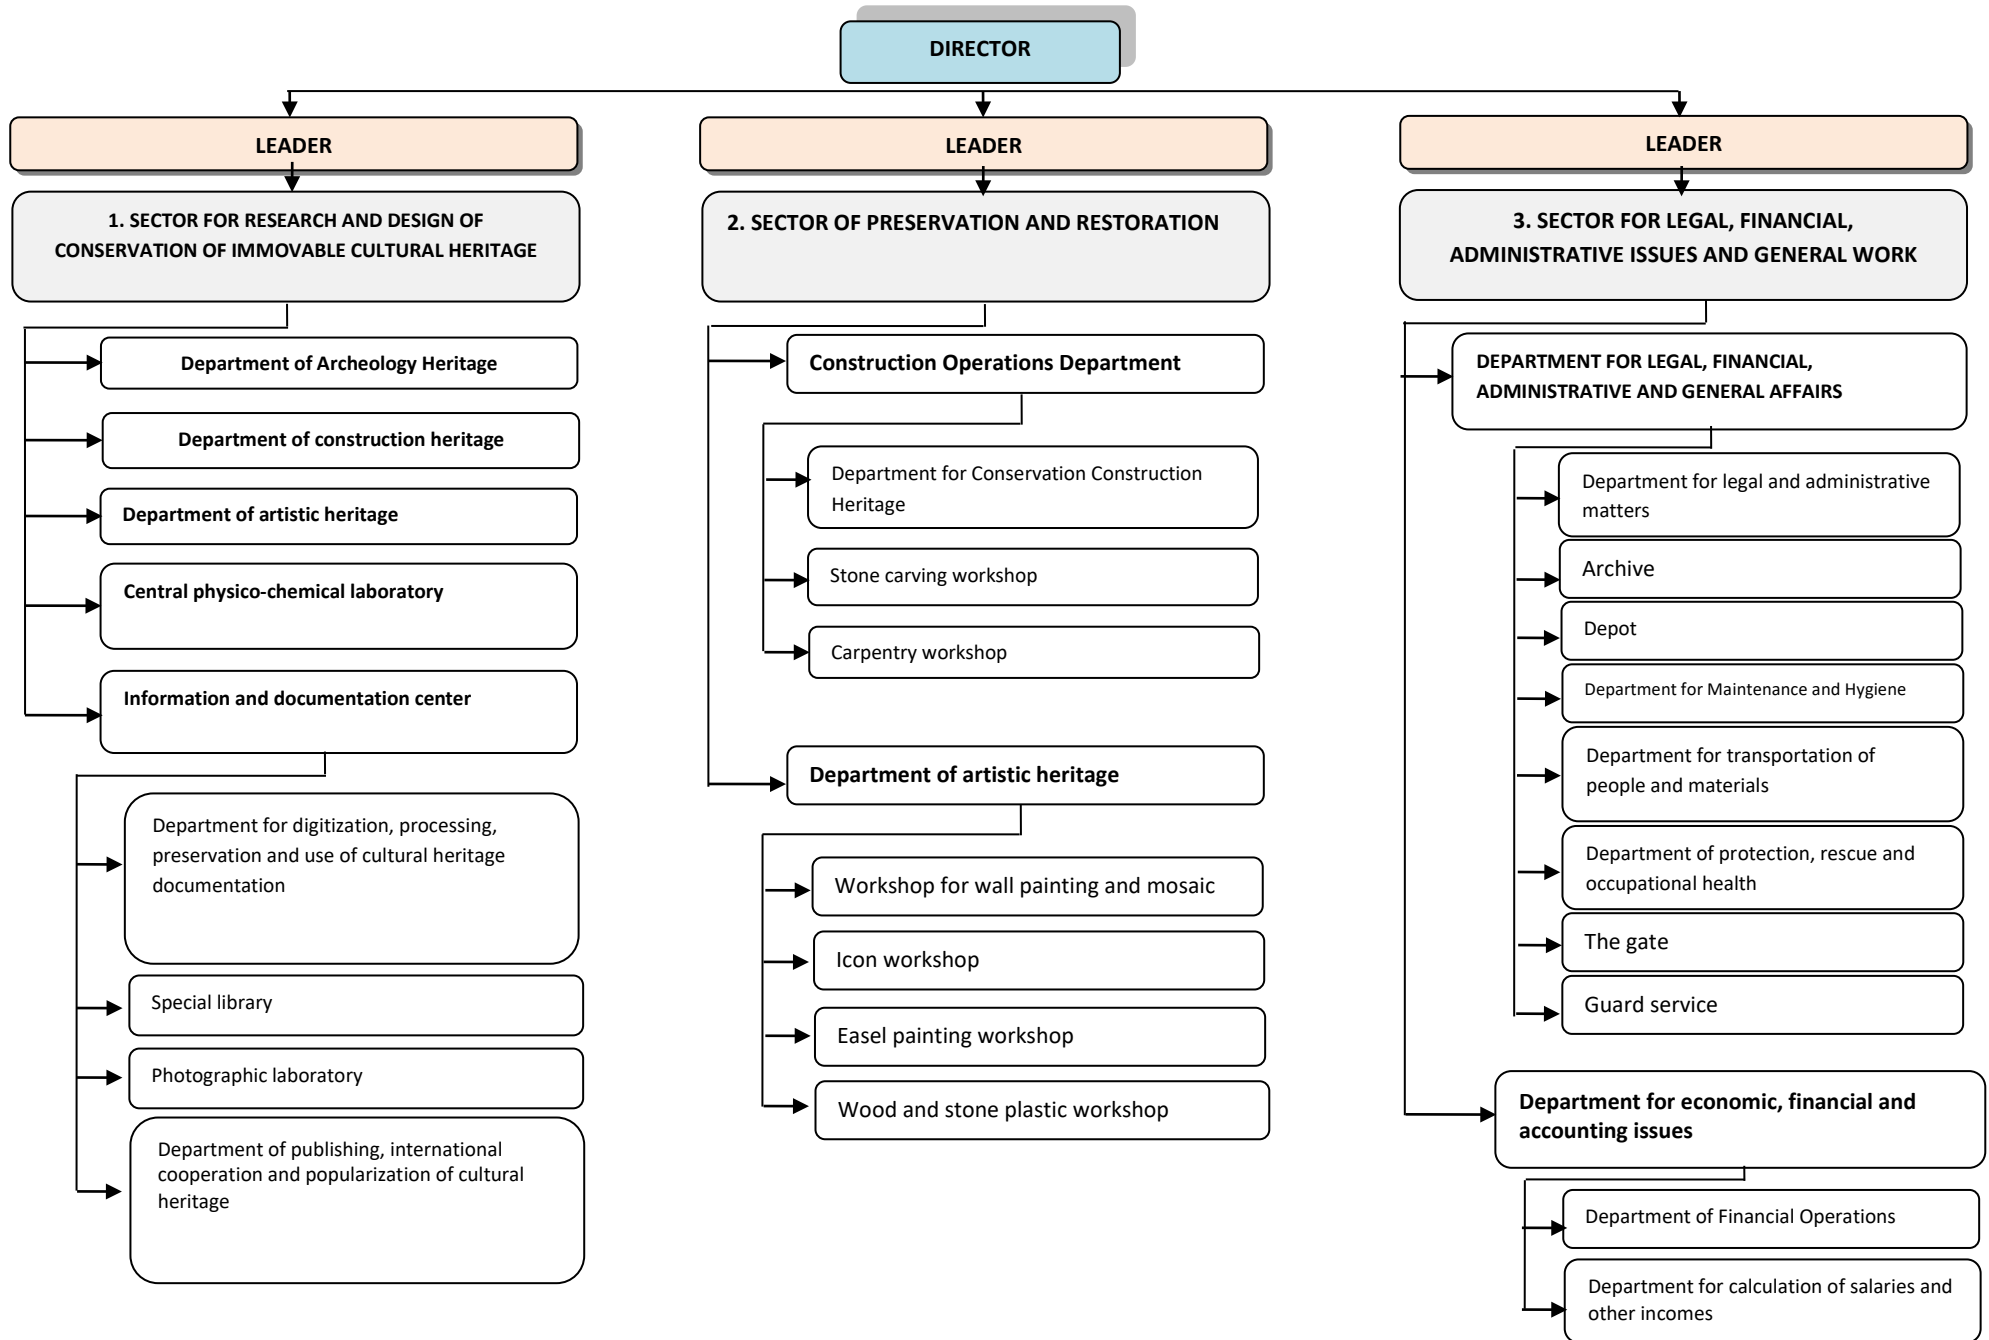 DIRECTOR
LEADER
1. SECTOR FOR RESEARCH AND DESIGN OF
CONSERVATION OF IMMOVABLE CULTURAL HERITAGE
Department of Archeology Heritage
Department of construction heritage
Department of artistic heritage
Central physico-chemical laboratory
Information and documentation center
Department for digitization, processing,
preservation and use of cultural heritage
documentation
Special library
Photographic laboratory
Department of publishing, international
cooperation and popularization of cultural
heritage
LEADER
2. SECTOR OF PRESERVATION AND RESTORATION
Construction Operations Department
Department for Conservation Construction
Heritage
Stone carving workshop
Carpentry workshop
Department of artistic heritage
Workshop for wall painting and mosaic
Icon workshop
Easel painting workshop
Wood and stone plastic workshop
LEADER
3. SECTOR FOR LEGAL, FINANCIAL,
ADMINISTRATIVE ISSUES AND GENERAL WORK
DEPARTMENT FOR LEGAL, FINANCIAL,
ADMINISTRATIVE AND GENERAL AFFAIRS
Department for legal and administrative
matters
Archive
Depot
Department for Maintenance and Hygiene
Department for transportation of
people and materials
Department of protection, rescue and
occupational health
The gate
Guard service
Department for economic, financial and
accounting issues
Department of Financial Operations
Department for calculation of salaries and
other incomes